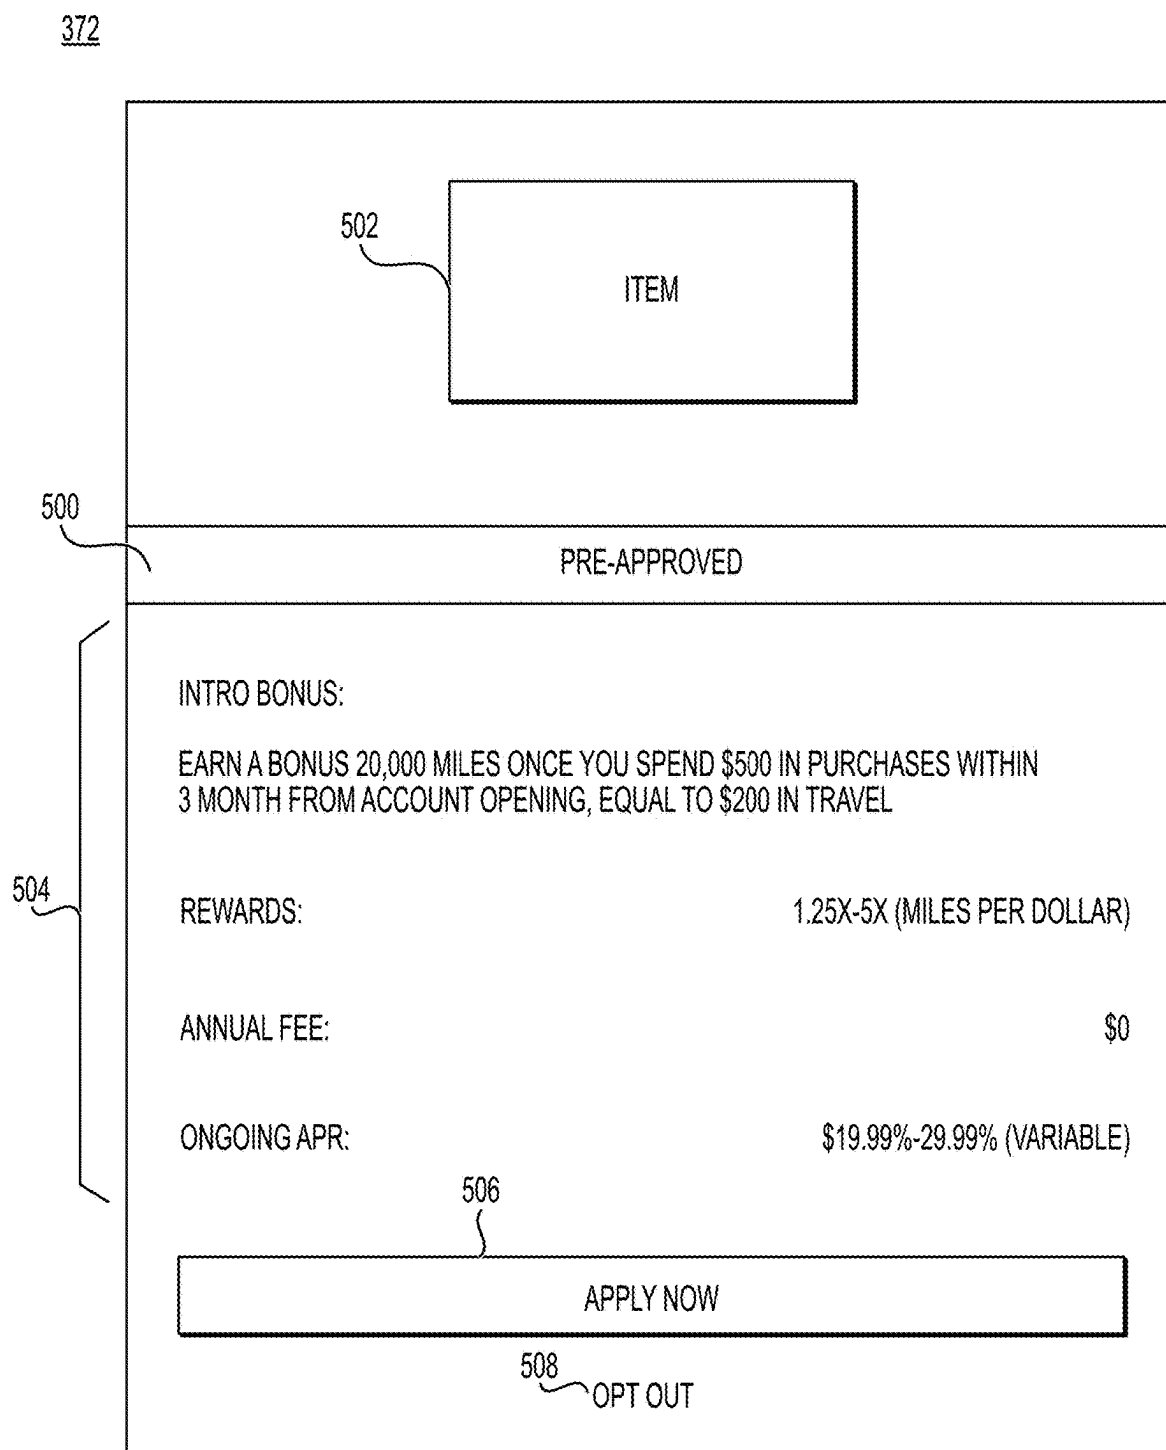 372
502
ITEM
500
PRE-APPROVED
INTRO BONUS:
EARN A BONUS 20,000 MILES ONCE YOU SPEND $500 IN PURCHASES WITHIN
3 MONTH FROM ACCOUNT OPENING, EQUAL TO $200 IN TRAVEL
504
REWARDS: 1.25X-5X (MILES PER DOLLAR)
ANNUAL FEE: $0
ONGOING APR: $19.99%-29.99% (VARIABLE)
506
APPLY NOW
508
OPT OUT